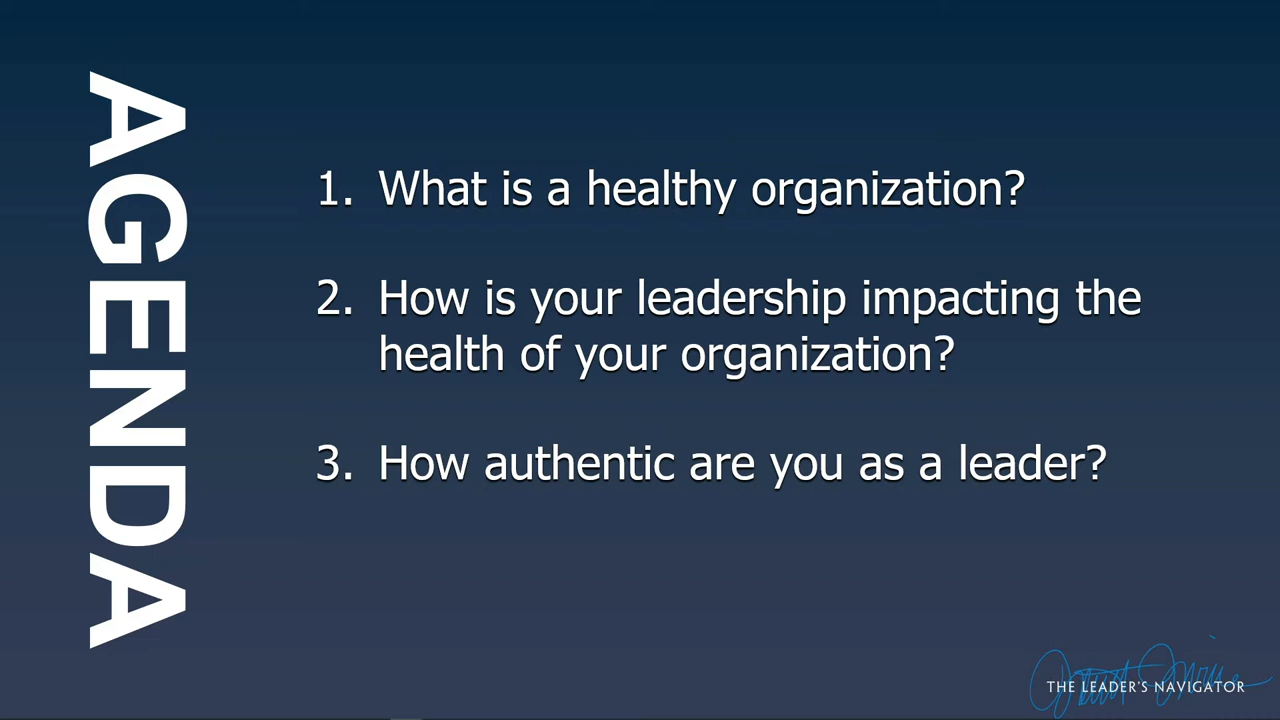 AGENDA
1. What is a healthy organization?
2. How is your leadership impacting the
health of your organization?
3. How authentic are you as a leader?
THE LEADER'S NAVIGATOR